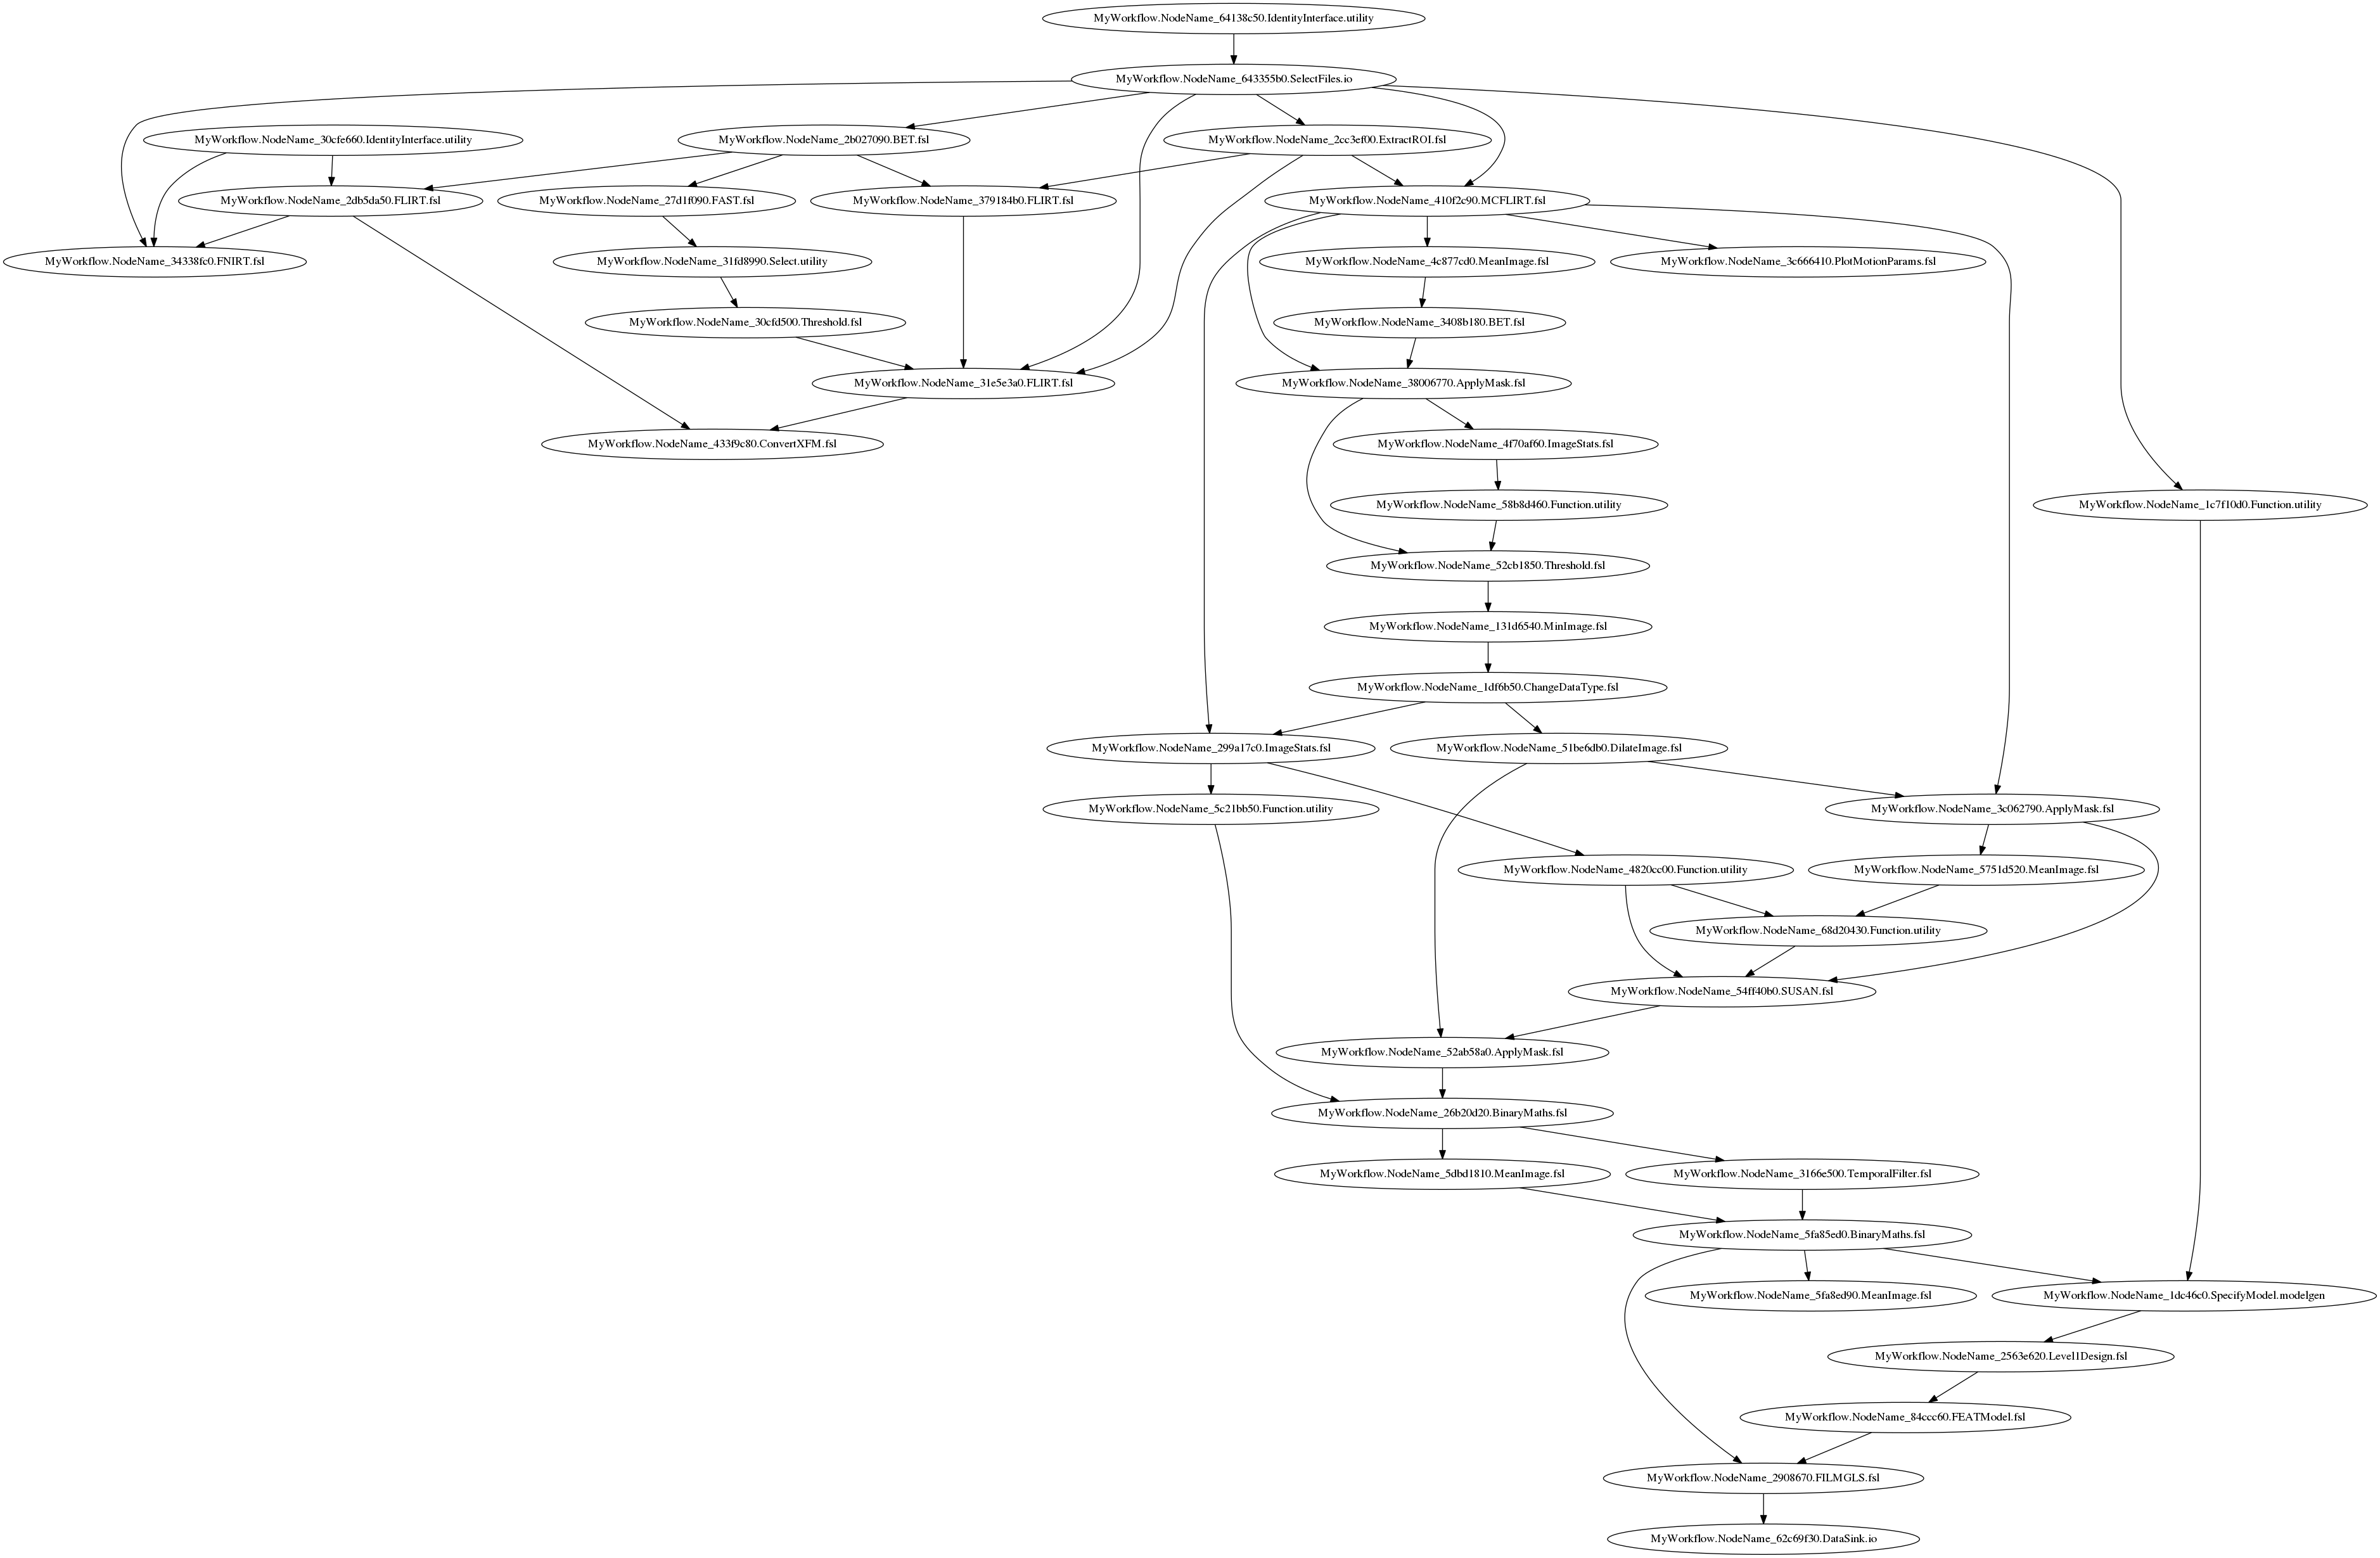 MyWorkflow.NodeName_64138c50.IdentityInterface.utility
MyWorkflow.NodeName_643355b0.SelectFiles.io
MyWorkflow.NodeName_30cfe660.IdentityInterface.utility
MyWorkflow.NodeName_2b027090.BET.fsl
MyWorkflow.NodeName_2cc3ef00.ExtractROI.fsl
MyWorkflow.NodeName_2db5da50.FLIRT.fsl
MyWorkflow.NodeName_27d1f090.FAST.fsl
MyWorkflow.NodeName_379184b0.FLIRT.fsl
MyWorkflow.NodeName_410f2c90.MCFLIRT.fsl
MyWorkflow.NodeName_34338fc0.FNIRT.fsl
MyWorkflow.NodeName_31fd8990.Select.utility
MyWorkflow.NodeName_4c877cd0.MeanImage.fsl
MyWorkflow.NodeName_3c666410.PlotMotionParams.fsl
MyWorkflow.NodeName_30cfd500.Threshold.fsl
MyWorkflow.NodeName_3408b180.BET.fsl
MyWorkflow.NodeName_31e5e3a0.FLIRT.fsl
MyWorkflow.NodeName_38006770.ApplyMask.fsl
MyWorkflow.NodeName_433f9c80.ConvertXFM.fsl
MyWorkflow.NodeName_4f70af60.ImageStats.fsl
MyWorkflow.NodeName_58b8d460.Function.utility
MyWorkflow.NodeName_1c7f10d0.Function.utility
MyWorkflow.NodeName_52cb1850.Threshold.fsl
MyWorkflow.NodeName_131d6540.MinImage.fsl
MyWorkflow.NodeName_1df6b50.ChangeDataType.fsl
MyWorkflow.NodeName_299a17c0.ImageStats.fsl
MyWorkflow.NodeName_51be6db0.DilateImage.fsl
MyWorkflow.NodeName_5c21bb50.Function.utility
MyWorkflow.NodeName_3c062790.ApplyMask.fsl
MyWorkflow.NodeName_4820cc00.Function.utility
MyWorkflow.NodeName_5751d520.MeanImage.fsl
MyWorkflow.NodeName_68d20430.Function.utility
MyWorkflow.NodeName_54ff40b0.SUSAN.fsl
MyWorkflow.NodeName_52ab58a0.ApplyMask.fsl
MyWorkflow.NodeName_26b20d20.BinaryMaths.fsl
MyWorkflow.NodeName_5dbd1810.MeanImage.fsl
MyWorkflow.NodeName_3166e500.TemporalFilter.fsl
MyWorkflow.NodeName_5fa85ed0.BinaryMaths.fsl
MyWorkflow.NodeName_5fa8ed90.MeanImage.fsl
MyWorkflow.NodeName_1dc46c0.SpecifyModel.modelgen
MyWorkflow.NodeName_2563e620.Level1Design.fsl
MyWorkflow.NodeName_84ccc60.FEATModel.fsl
MyWorkflow.NodeName_2908670.FILMGLS.fsl
MyWorkflow.NodeName_62c69f30.DataSink.io